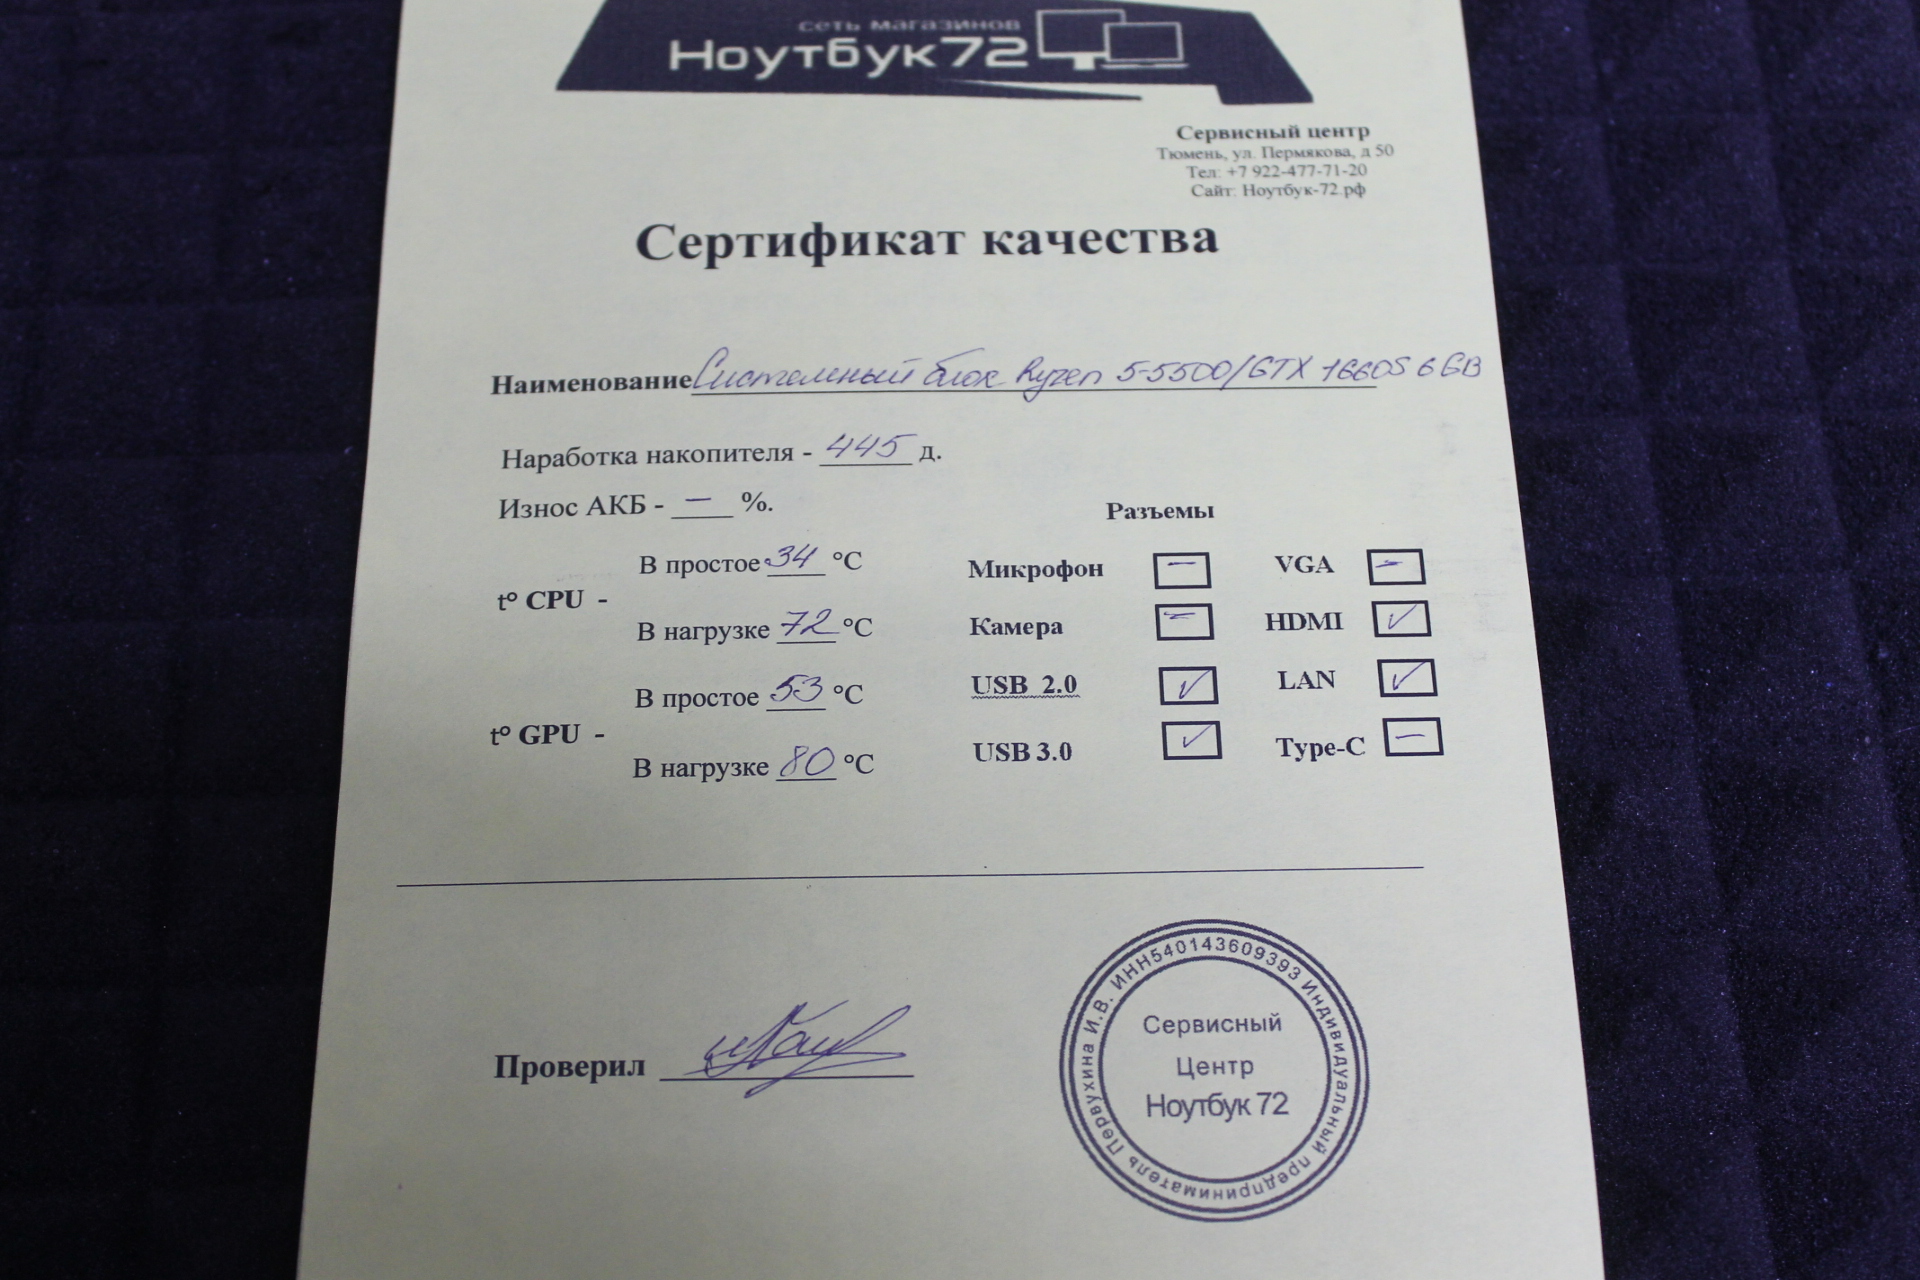 сеть магазинов
Ноутбук72
Сервисный центр
Тюмень, ул. Пермякова, д 50
Тел: +7 922-477-71-20
Сайт: Ноутбук-72.рф
Сертификат качества
Наименование Системный блок Ryzen 5-5500/GTX 1660S 6GB
Наработка накопителя - 445 д.
Износ АКБ - — %.
Разъемы
t° CPU -
В простое 34 °C
В нагрузке 72 °C
t° GPU -
В простое 53 °C
В нагрузке 80 °C
Микрофон — VGA —
Камера — HDMI ✓
USB 2.0 ✓ LAN ✓
USB 3.0 ✓ Type-C —
Проверил
Индивидуальный предприниматель Первухина И.В. ИНН540143609393
Сервисный
Центр
Ноутбук 72